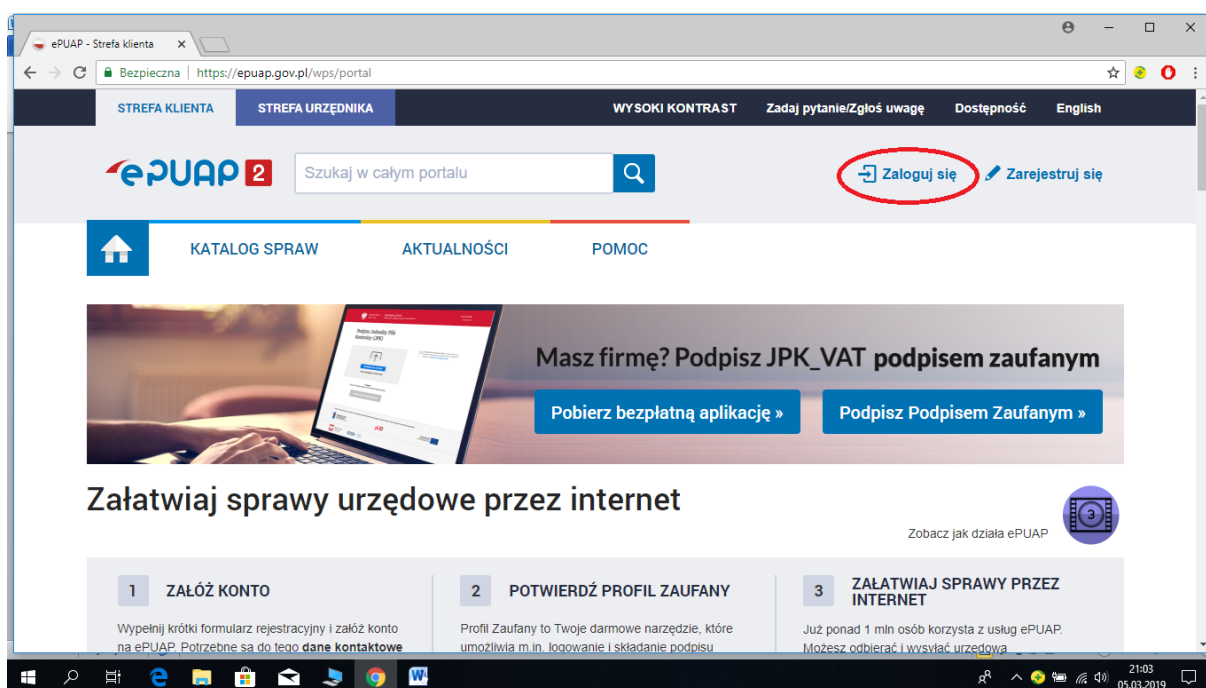 ePUAP - Strefa klienta
Bezpieczna | https://epuap.gov.pl/wps/portal
STREFA KLIENTA STREFA URZĘDNIKA WYSOKI KONTRAST Zadaj pytanie/Zgłoś uwagę Dostępność English
ePUAP 2 Szukaj w całym portalu Zaloguj się Zarejestruj się
KATALOG SPRAW AKTUALNOŚCI POMOC
Masz firmę? Podpisz JPK_VAT podpisem zaufanym
Pobierz bezpłatną aplikację » Podpisz Podpisem Zaufanym »
Załatwiaj sprawy urzędowe przez internet
Zobacz jak działa ePUAP 3
1 ZAŁÓŻ KONTO
Wypełnij krótki formularz rejestracyjny i załóż konto
na ePUAP. Potrzebne są do tego dane kontaktowe
2 POTWIERDŹ PROFIL ZAUFANY
Profil Zaufany to Twoje darmowe narzędzie, które
umożliwia m.in. logowanie i składanie podpisu
3 ZAŁATWIAJ SPRAWY PRZEZ
INTERNET
Już ponad 1 mln osób korzysta z usług ePUAP.
Możesz odbierać i wysyłać urzędową
21:03
05.03.2019